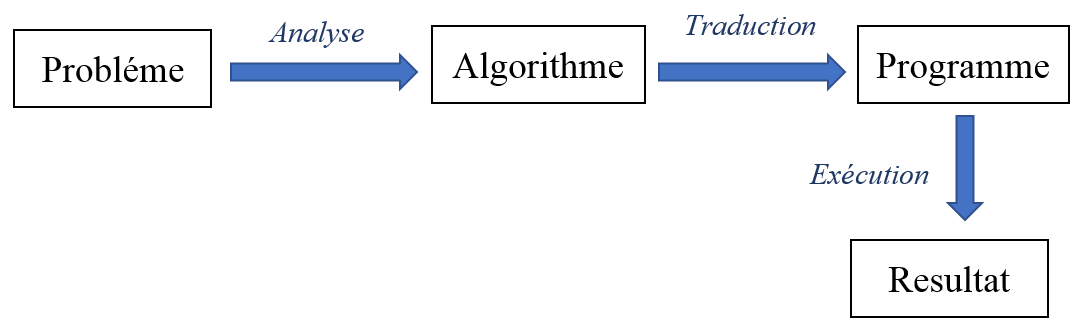 Probléme
Analyse
Algorithme
Traduction
Programme
Exécution
Resultat